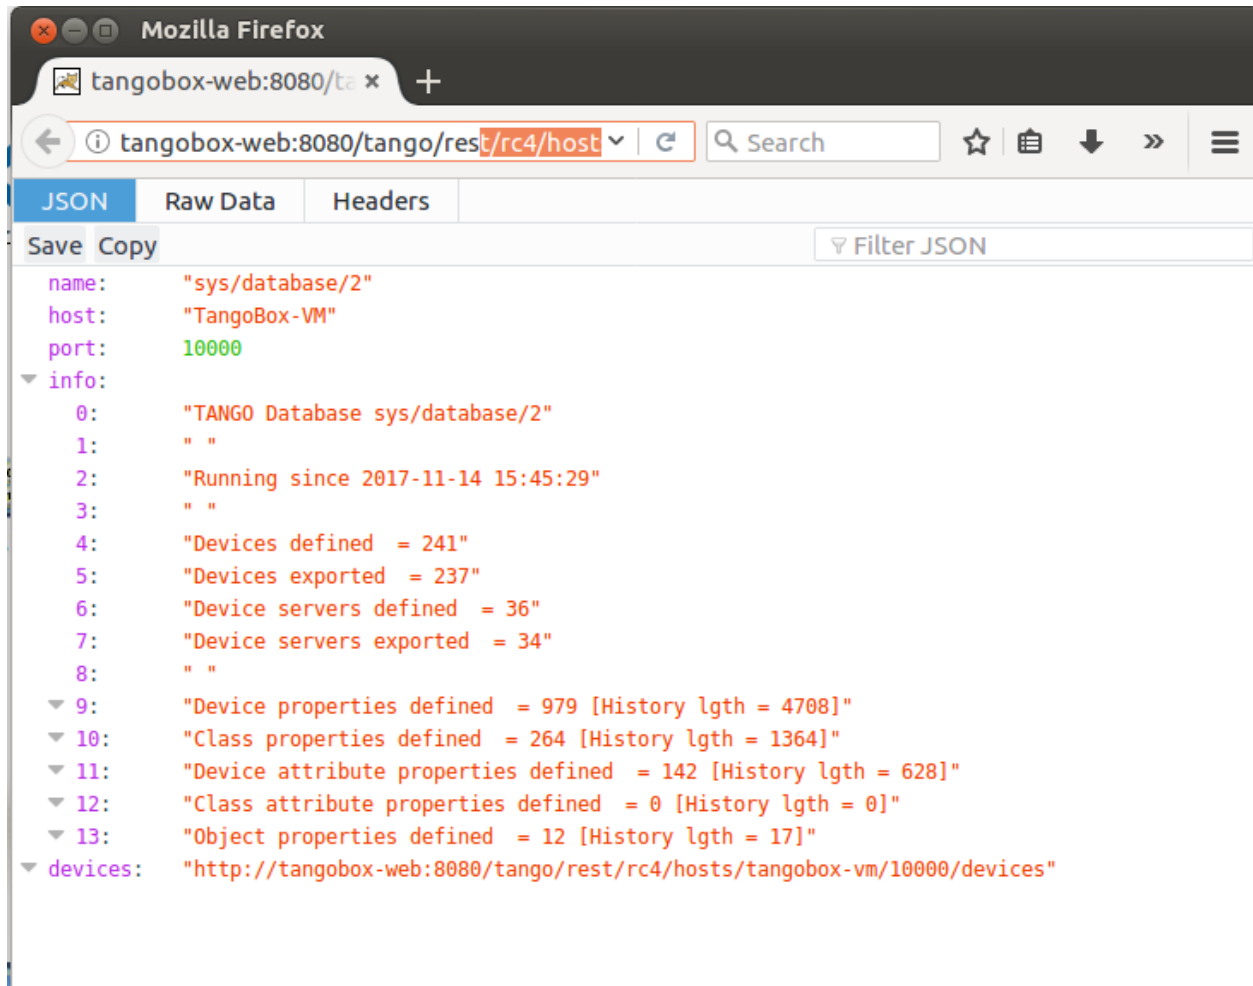 Mozilla Firefox
tangobox-web:8080/ta
tangobox-web:8080/tango/rest/rc4/host Search
JSON Raw Data Headers
Save Copy Filter JSON
name: "sys/database/2"
host: "TangoBox-VM"
port: 10000
info:
0: "TANGO Database sys/database/2"
1: " "
2: "Running since 2017-11-14 15:45:29"
3: " "
4: "Devices defined  = 241"
5: "Devices exported  = 237"
6: "Device servers defined  = 36"
7: "Device servers exported  = 34"
8: " "
9: "Device properties defined  = 979 [History lgth = 4708]"
10: "Class properties defined  = 264 [History lgth = 1364]"
11: "Device attribute properties defined  = 142 [History lgth = 628]"
12: "Class attribute properties defined  = 0 [History lgth = 0]"
13: "Object properties defined  = 12 [History lgth = 17]"
devices: "http://tangobox-web:8080/tango/rest/rc4/hosts/tangobox-vm/10000/devices"